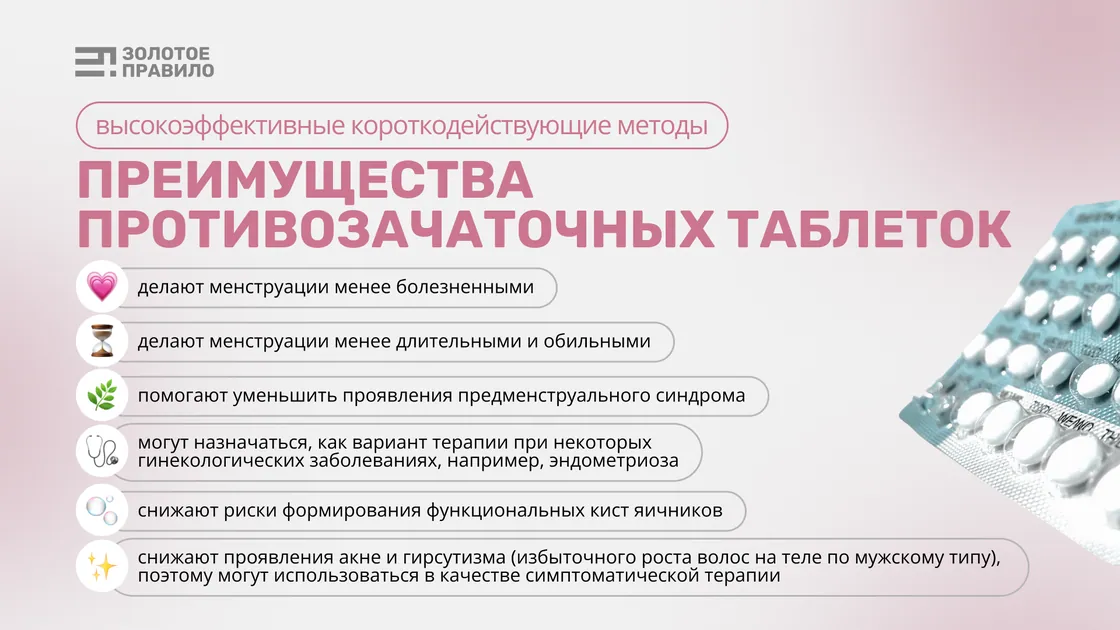 ЗОЛОТОЕ
ПРАВИЛО
высокоэффективные короткодействующие методы
ПРЕИМУЩЕСТВА
ПРОТИВОЗАЧАТОЧНЫХ ТАБЛЕТОК
делают менструации менее болезненными
делают менструации менее длительными и обильными
помогают уменьшить проявления предменструального синдрома
могут назначаться, как вариант терапии при некоторых
гинекологических заболеваниях, например, эндометриоза
снижают риски формирования функциональных кист яичников
снижают проявления акне и гирсутизма (избыточного роста волос на теле по мужскому типу),
поэтому могут использоваться в качестве симптоматической терапии